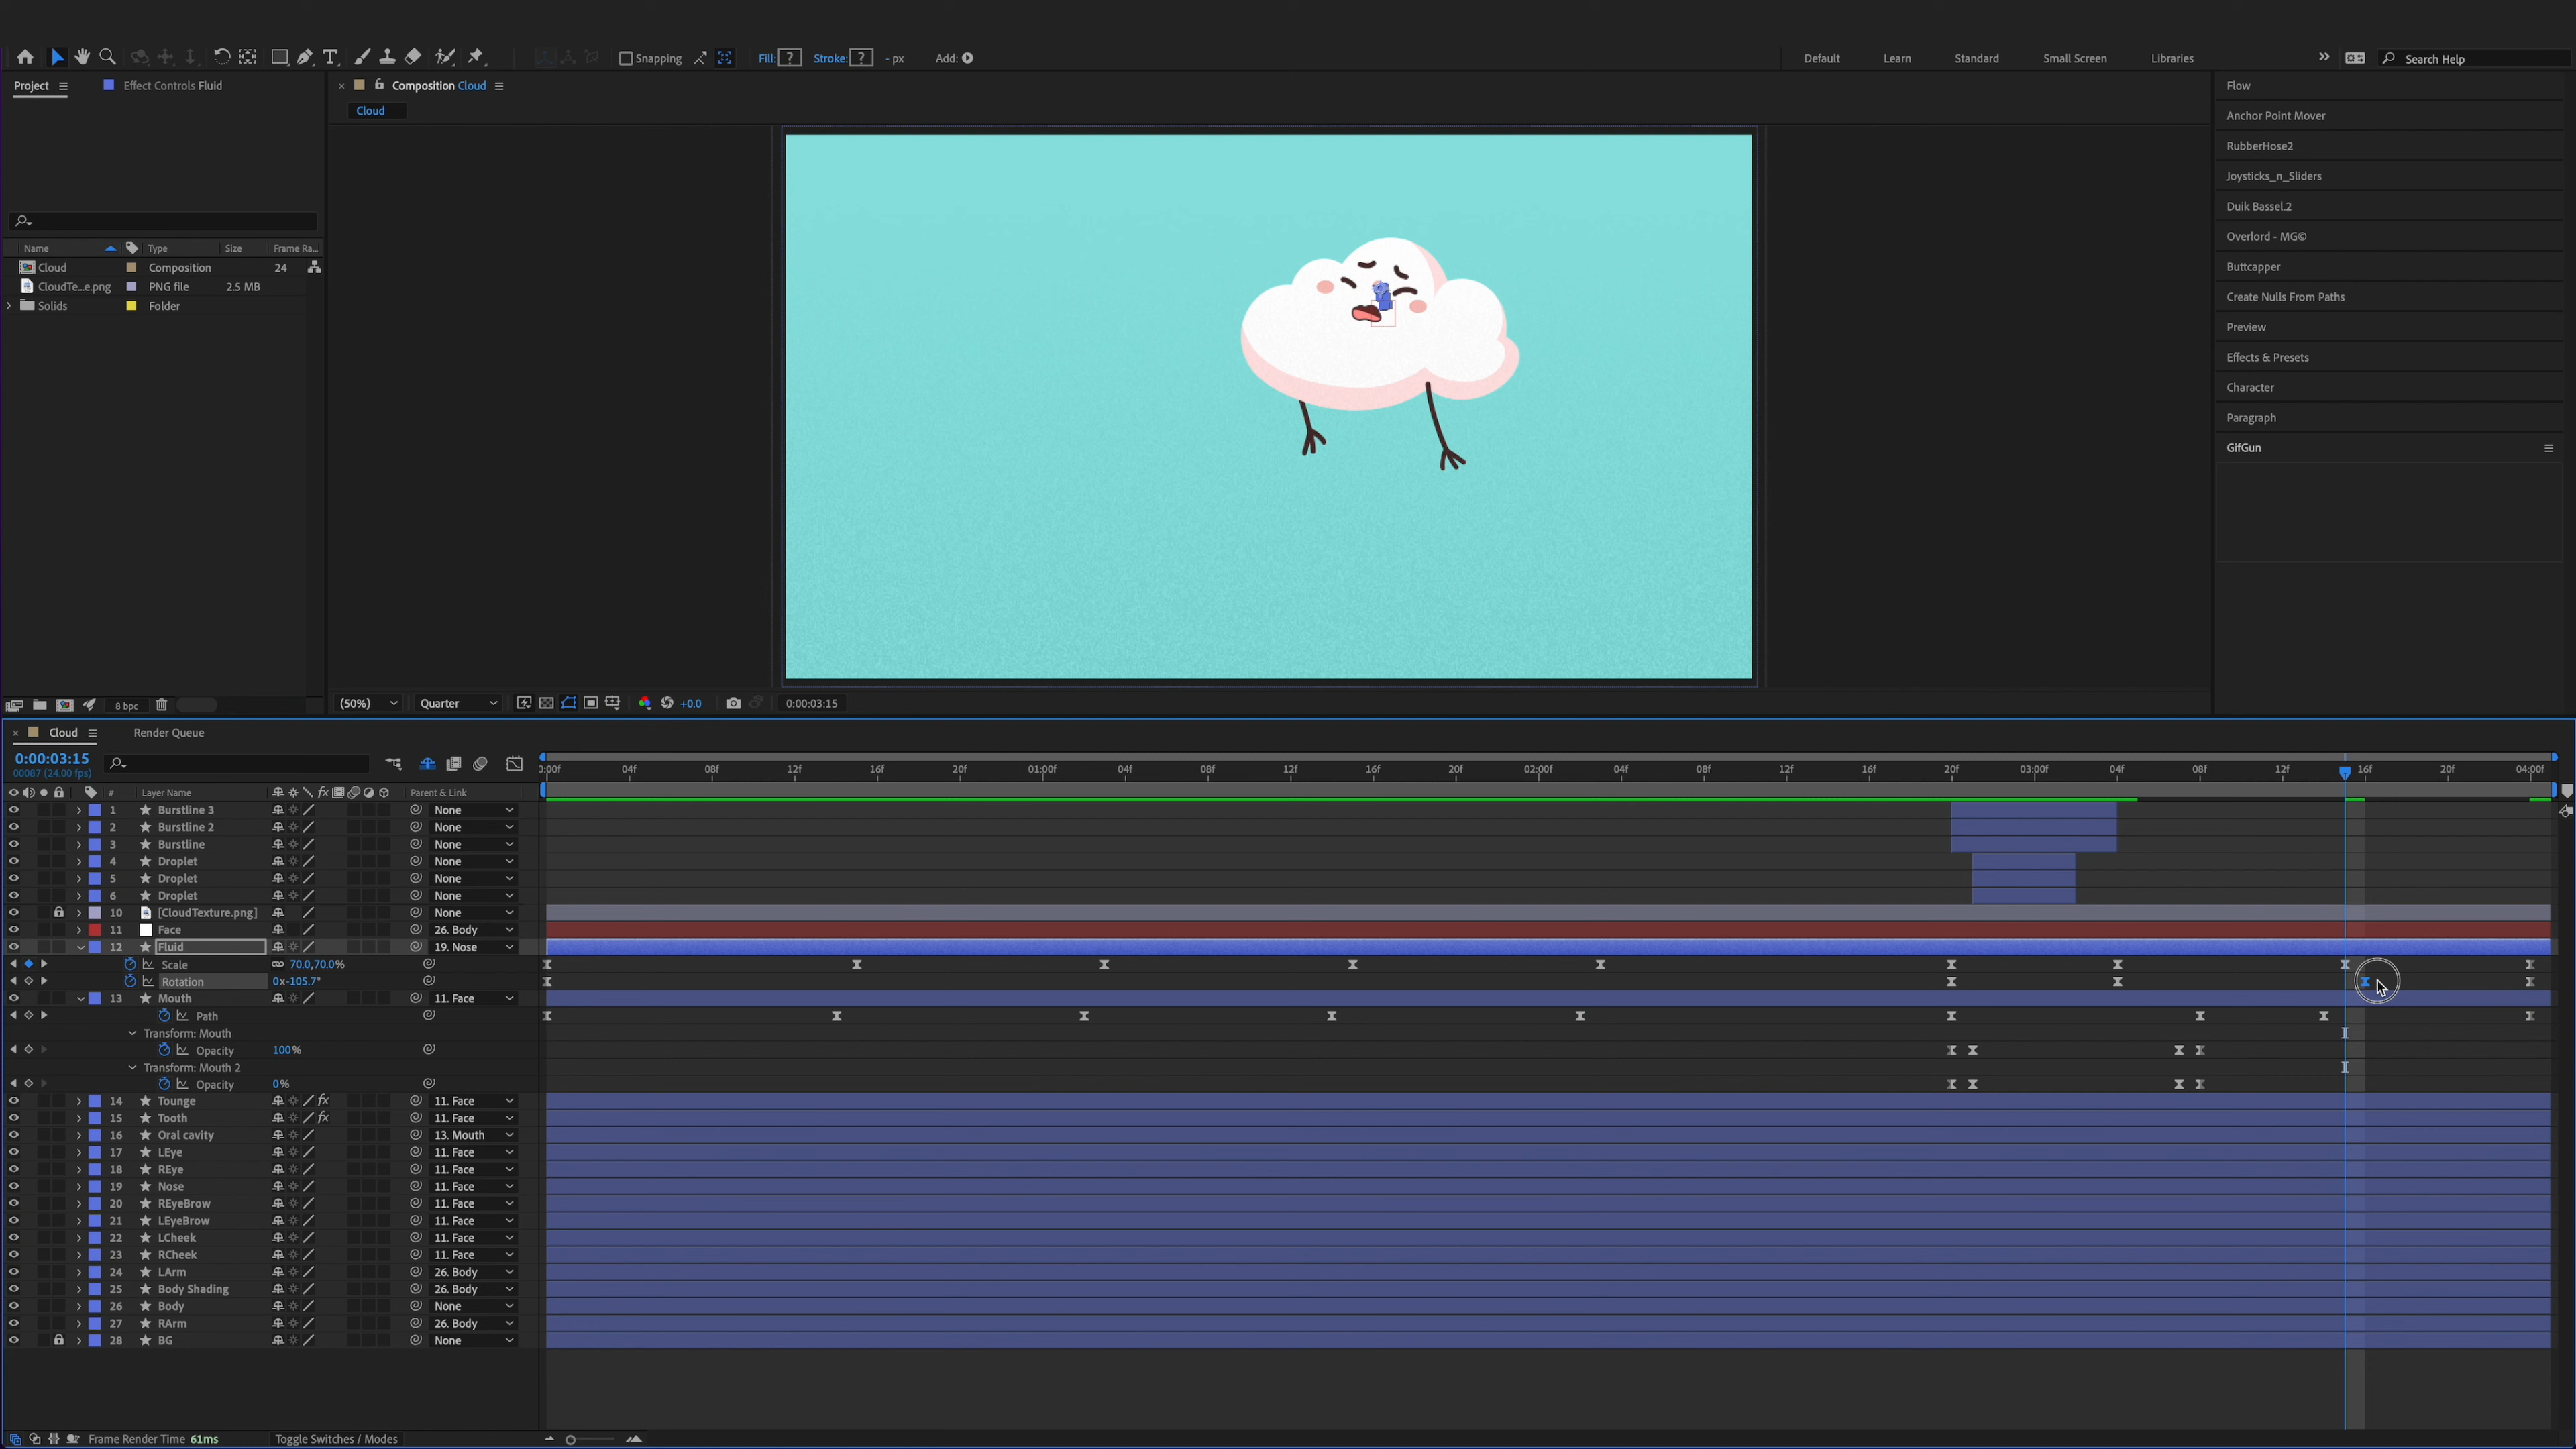 Snapping
Fill: ?
Stroke: ?
- px
Add:
Default
Learn
Standard
Small Screen
Libraries
Search Help
Project
Effect Controls Fluid
Composition Cloud
Cloud
Name Type Size Frame Ra...
Cloud Composition 24
CloudTe...e.png PNG file 2.5 MB
Solids Folder
8 bpc
(50%) Quarter +0.0 0:00:03:15
Flow
Anchor Point Mover
RubberHose2
Joysticks_n_Sliders
Duik Bassel.2
Overlord - MG©
Buttcapper
Create Nulls From Paths
Preview
Effects & Presets
Character
Paragraph
GifGun
Cloud
Render Queue
0:00:03:15
00087 (24.00 fps)
0:00f 04f 08f 12f 16f 20f 01:00f 04f 08f 12f 16f 20f 02:00f 04f 08f 12f 16f 20f 03:00f 04f 08f 12f 16f 20f 04:00f
# Layer Name Parent & Link
1 Burstline 3 None
2 Burstline 2 None
3 Burstline None
4 Droplet None
5 Droplet None
6 Droplet None
10 [CloudTexture.png] None
11 Face 26. Body
12 Fluid 19. Nose
Scale 70.0,70.0%
Rotation 0x-105.7°
13 Mouth 11. Face
Path
Transform: Mouth
Opacity 100%
Transform: Mouth 2
Opacity 0%
14 Tounge fx 11. Face
15 Tooth fx 11. Face
16 Oral cavity 13. Mouth
17 LEye 11. Face
18 REye 11. Face
19 Nose 11. Face
20 REyeBrow 11. Face
21 LEyeBrow 11. Face
22 LCheek 11. Face
23 RCheek 11. Face
24 LArm 26. Body
25 Body Shading 26. Body
26 Body None
27 RArm 26. Body
28 BG None
Frame Render Time 61ms
Toggle Switches / Modes